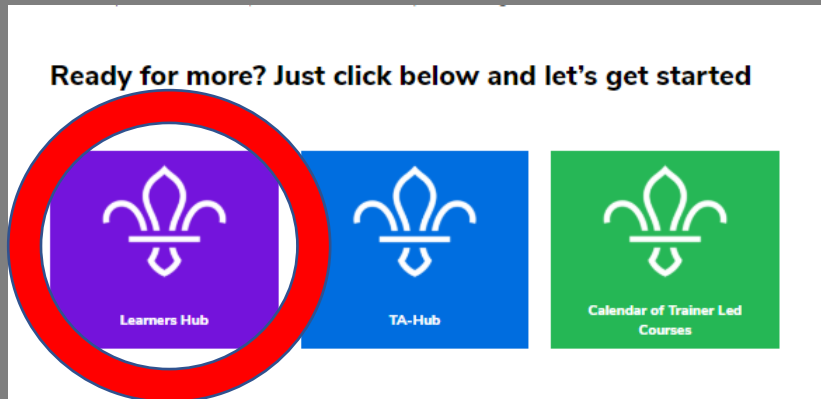 Ready for more? Just click below and let's get started
Learners Hub
TA-Hub
Calendar of Trainer Led
Courses